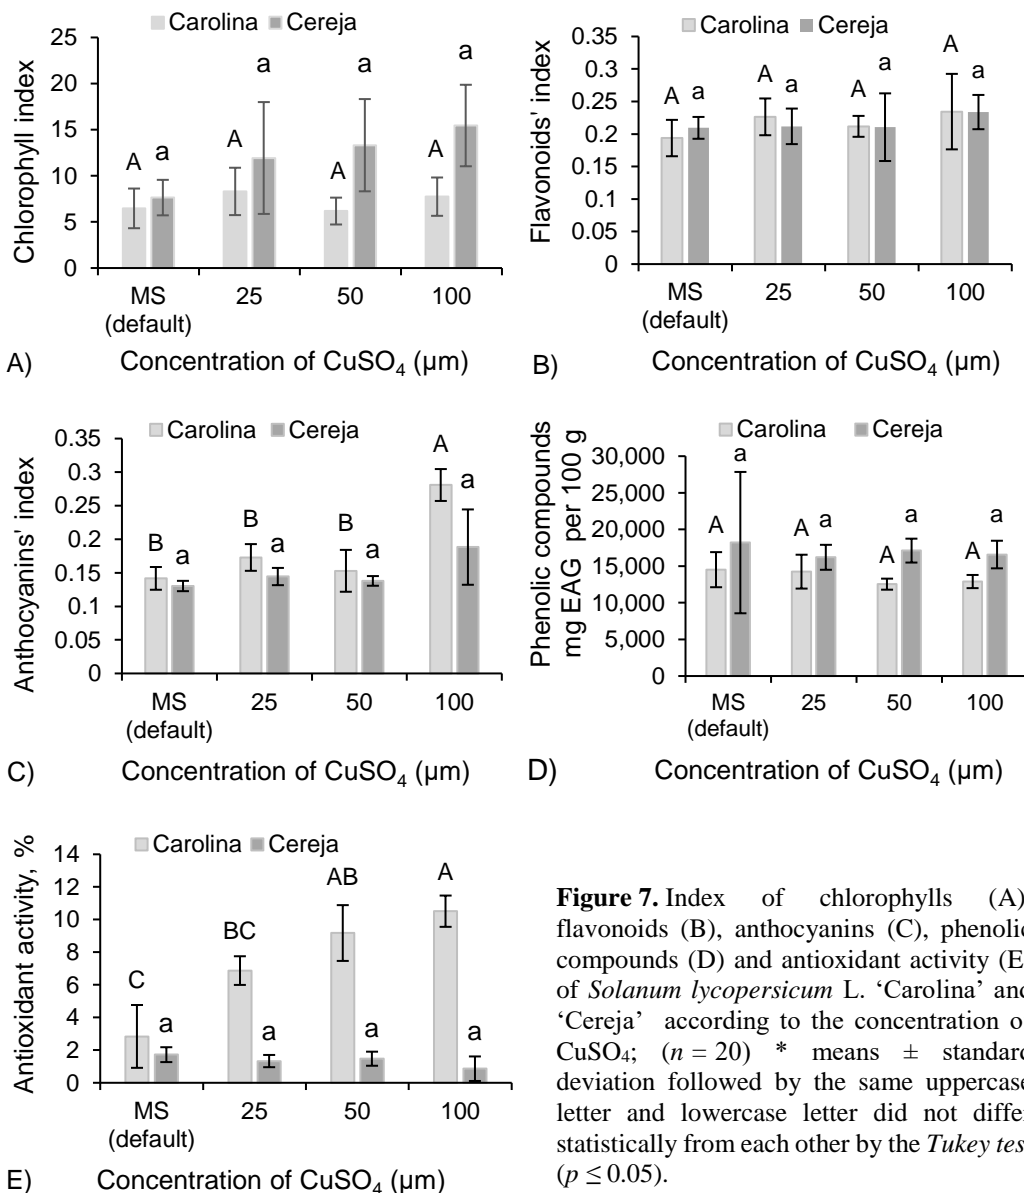 Carolina Cereja
Chlorophyll index
25
20
15
10
5
0
A a A a A a A a
MS (default) 25 50 100
A) Concentration of CuSO₄ (µm)
Carolina Cereja
Flavonoids' index
0.35
0.3
0.25
0.2
0.15
0.1
0.05
0
A a A a A a A a
MS (default) 25 50 100
B) Concentration of CuSO₄ (µm)
Carolina Cereja
Anthocyanins' index
0.35
0.3
0.25
0.2
0.15
0.1
0.05
0
B a B a B a A a
MS (default) 25 50 100
C) Concentration of CuSO₄ (µm)
Carolina Cereja
Phenolic compounds
mg EAG per 100 g
30,000
25,000
20,000
15,000
10,000
5,000
0
A a A a A a A a
MS (default) 25 50 100
D) Concentration of CuSO₄ (µm)
Carolina Cereja
Antioxidant activity, %
14
12
10
8
6
4
2
0
C a BC a AB a A a
MS (default) 25 50 100
E) Concentration of CuSO₄ (µm)
Figure 7. Index of chlorophylls (A)
flavonoids (B), anthocyanins (C), phenolic
compounds (D) and antioxidant activity (E
of Solanum lycopersicum L. ‘Carolina’ and
‘Cereja’ according to the concentration o
CuSO₄; (n = 20) * means ± standard
deviation followed by the same uppercase
letter and lowercase letter did not differ
statistically from each other by the Tukey tes
(p ≤ 0.05).